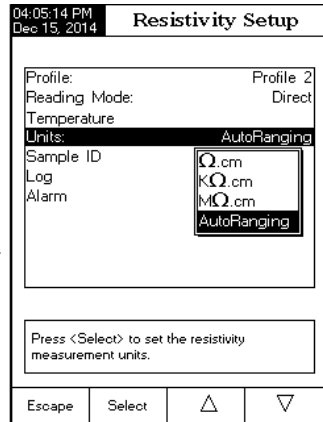 04:05:14 PM
Dec 15, 2014
Resistivity Setup
Profile: Profile 2
Reading Mode: Direct
Temperature
Units: AutoRanging
Sample ID
Log
Alarm
Ω.cm
KΩ.cm
MΩ.cm
AutoRanging
Press <Select> to set the resistivity
measurement units.
Escape Select △ ▽